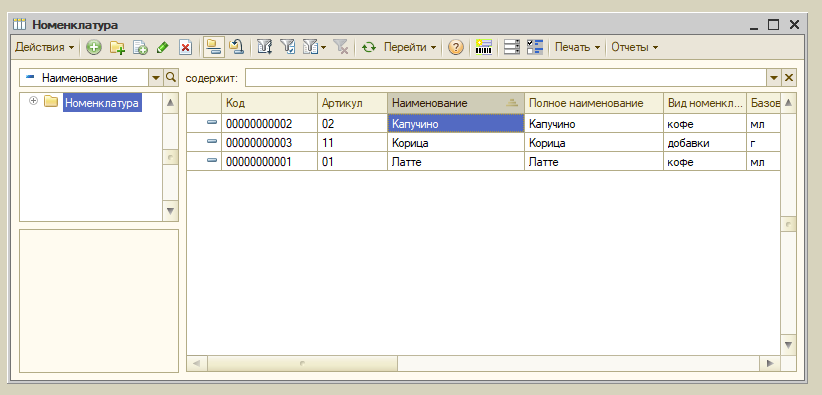 Номенклатура
Действия Перейти Печать Отчеты
Наименование содержит:
Номенклатура
Код Артикул Наименование Полное наименование Вид номенкл... Базов
00000000002 02 Капучино Капучино кофе мл
00000000003 11 Корица Корица добавки г
00000000001 01 Латте Латте кофе мл